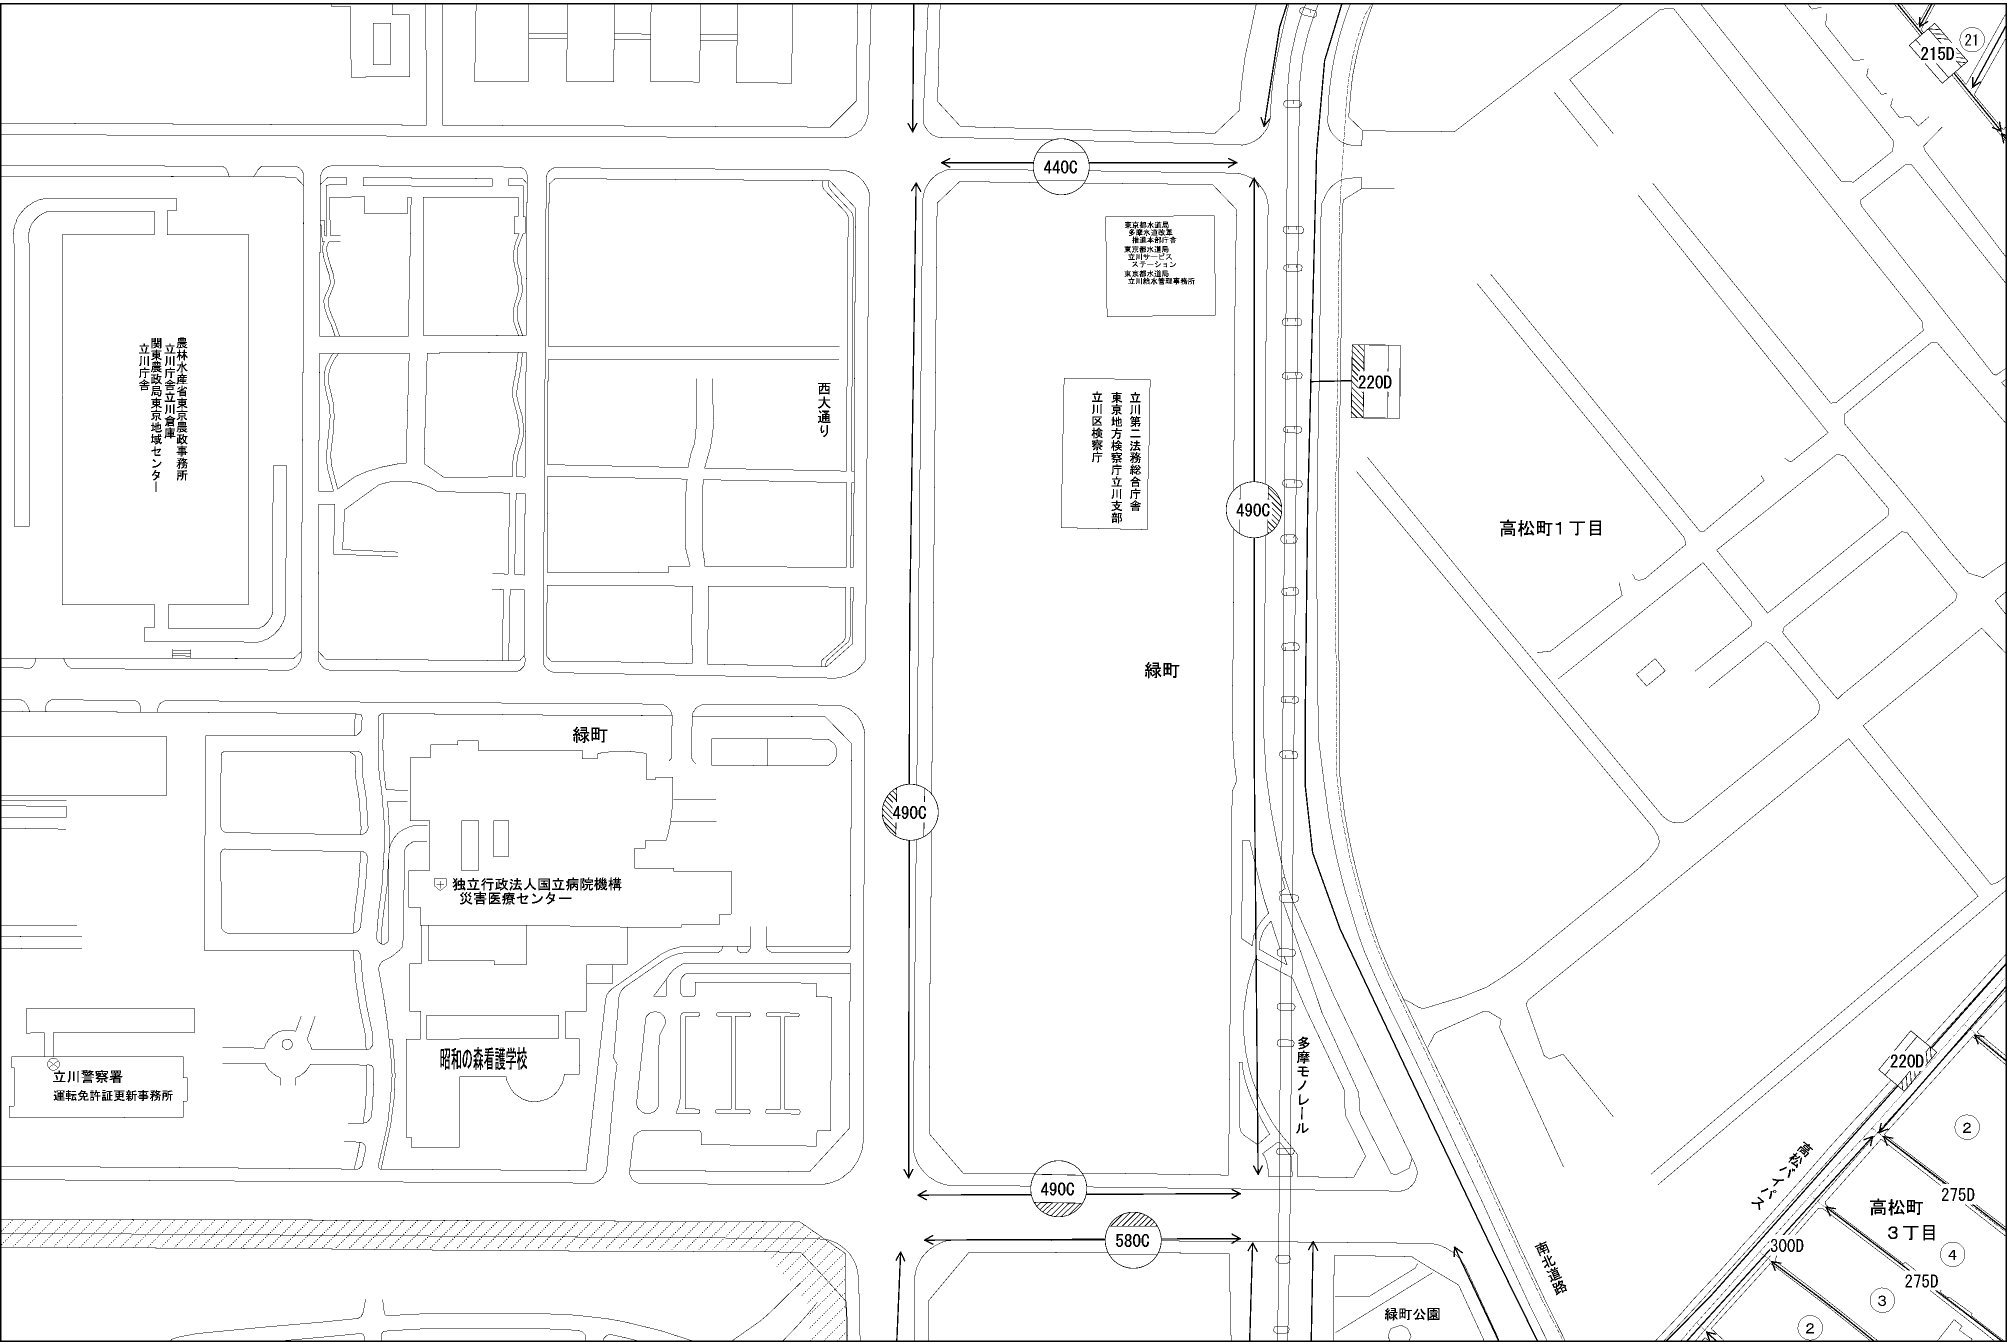 215D
21
440C
東京都水道局
多摩水道改革
推進本部庁舎
東京都水道局
立川サービス
ステーション
東京都水道局
立川給水管理事務所
農林水産省東京農政事務所
立川庁舎立川倉庫
関東農政局東京地域センター
立川庁舎
西大通り
立川第二法務総合庁舎
東京地方検察庁立川支部
立川区検察庁
220D
490C
高松町1丁目
緑町
緑町
490C
独立行政法人国立病院機構
災害医療センター
昭和の森看護学校
立川警察署
運転免許証更新事務所
多摩モノレール
220D
2
高松バイパス
275D
高松町
3丁目
490C
580C
300D
4
南北道路
275D
3
緑町公園
2